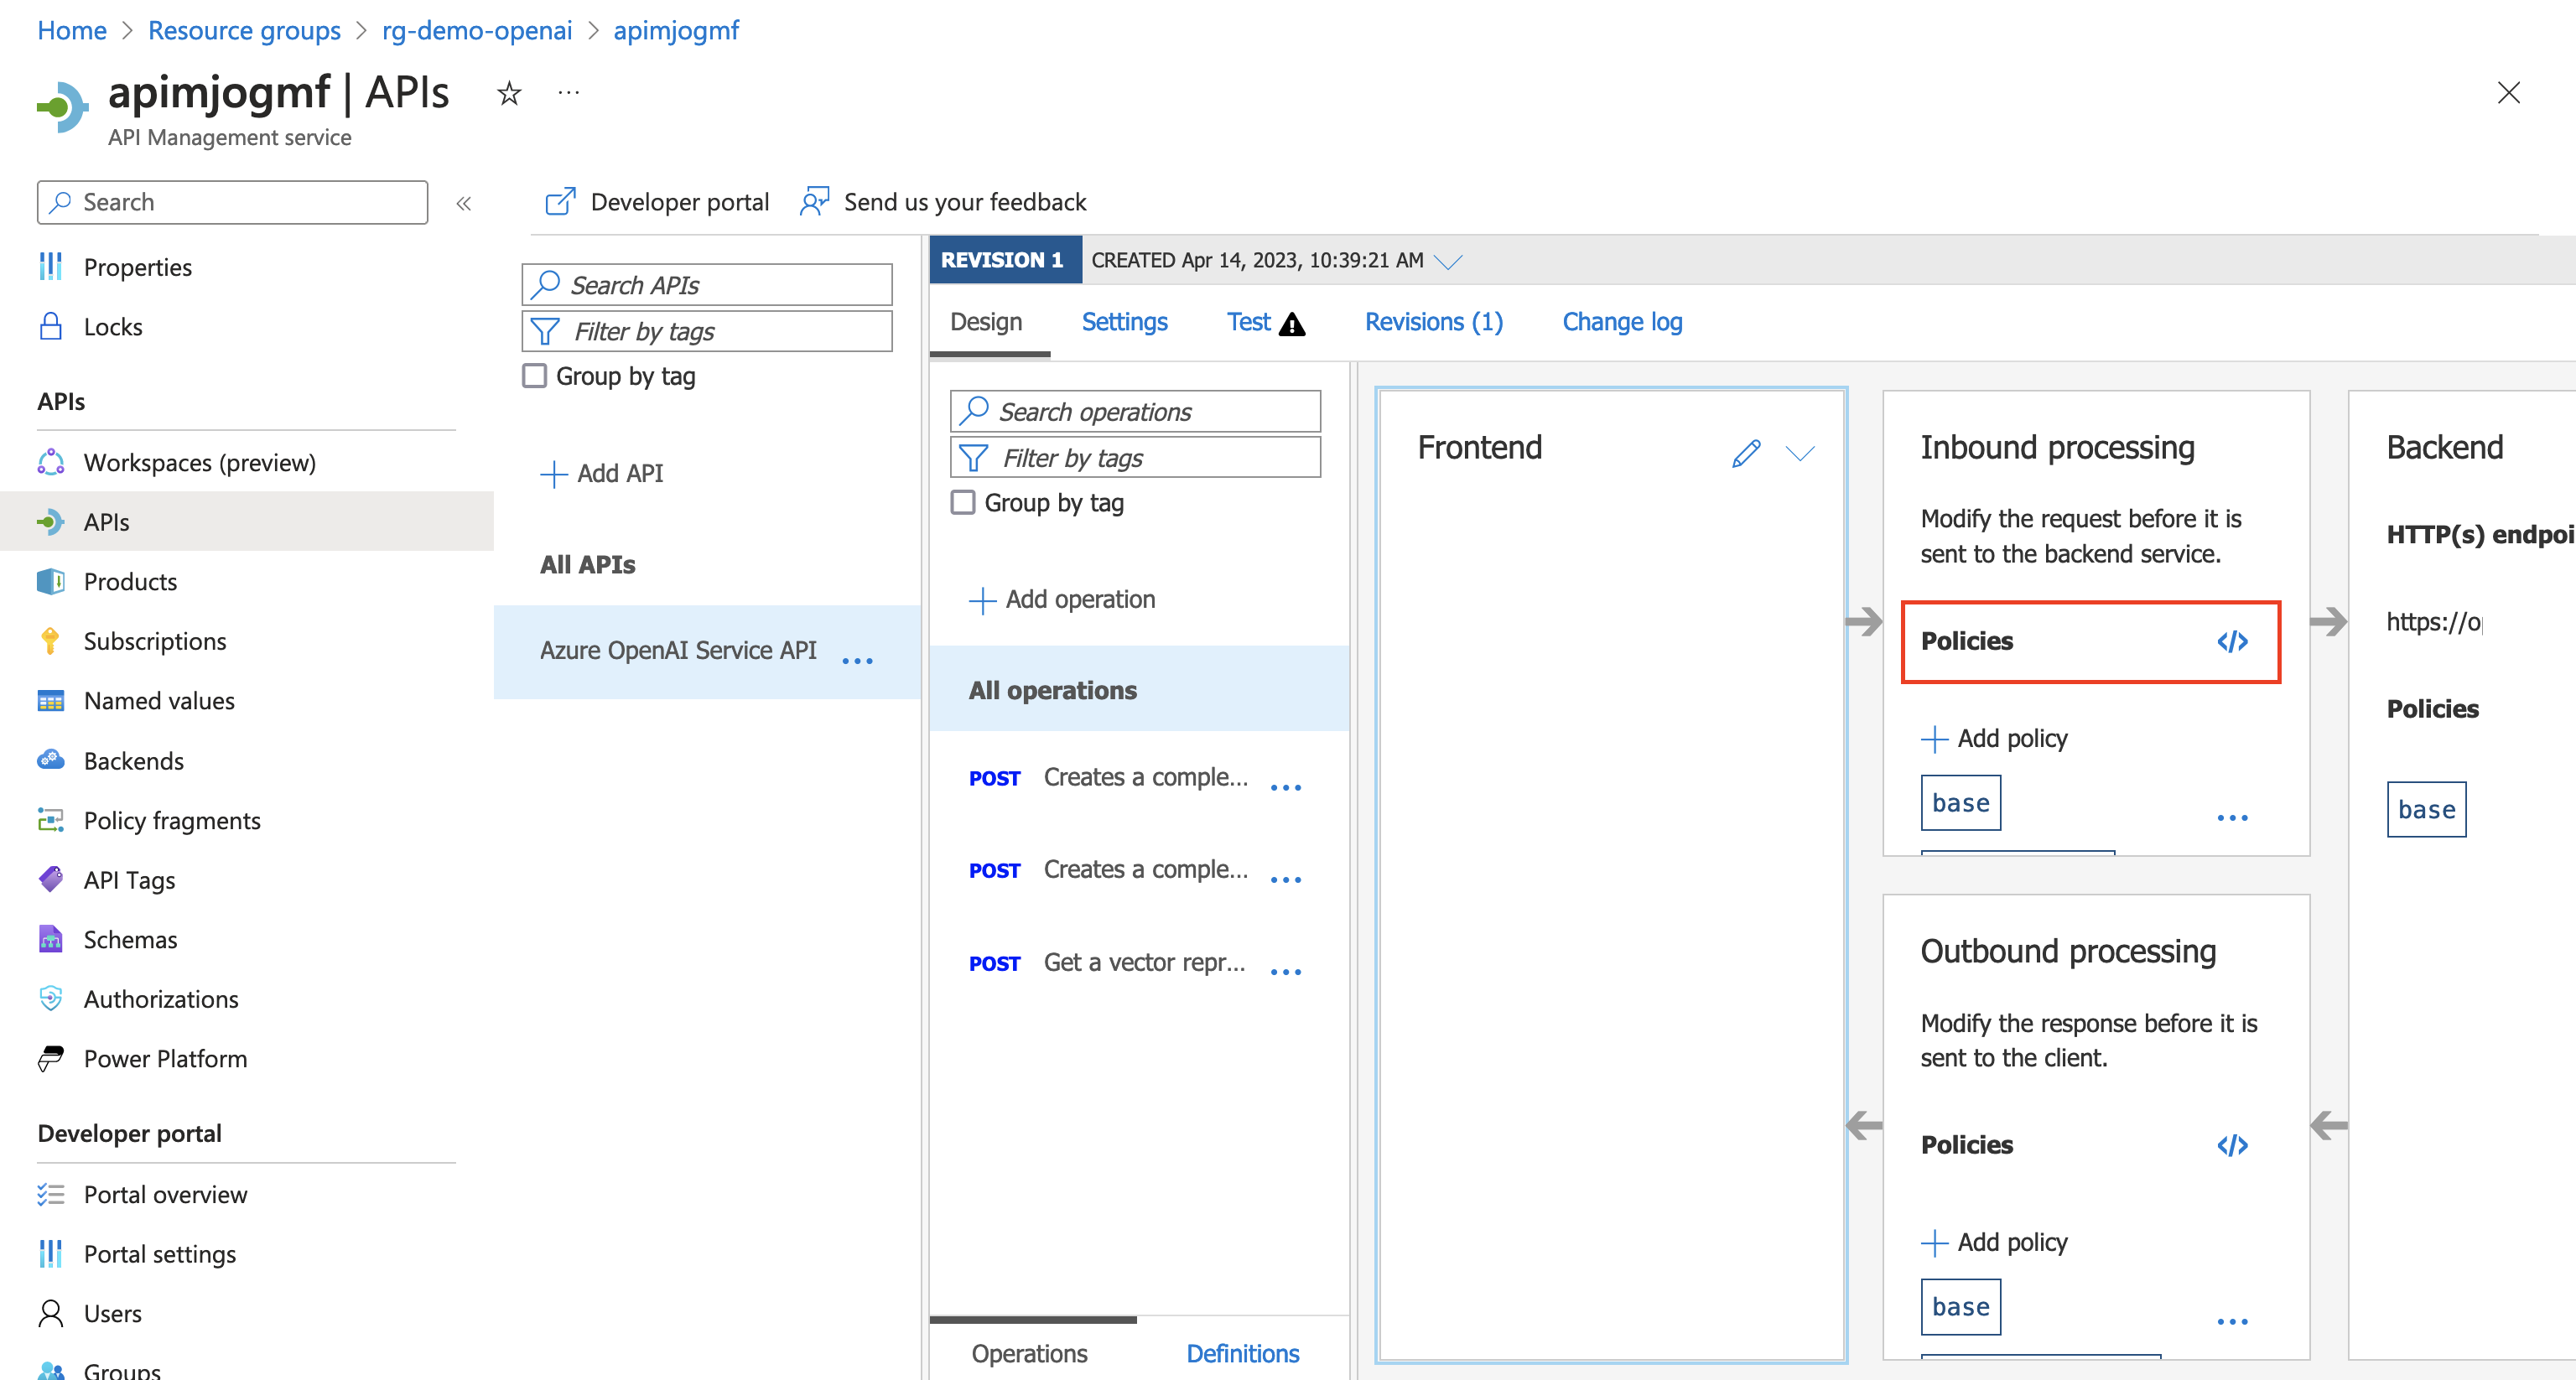 Home > Resource groups > rg-demo-openai > apimjogmf
apimjogmf | APIs
API Management service
Search
Properties
Locks
APIs
Workspaces (preview)
APIs
Products
Subscriptions
Named values
Backends
Policy fragments
API Tags
Schemas
Authorizations
Power Platform
Developer portal
Portal overview
Portal settings
Users
Groups
Developer portal
Send us your feedback
Search APIs
Filter by tags
Group by tag
Add API
All APIs
Azure OpenAI Service API
REVISION 1
CREATED Apr 14, 2023, 10:39:21 AM
Design
Settings
Test
Revisions (1)
Change log
Search operations
Filter by tags
Group by tag
Add operation
All operations
POST Creates a comple...
POST Creates a comple...
POST Get a vector repr...
Operations
Definitions
Frontend
Inbound processing
Modify the request before it is
sent to the backend service.
Policies </>
Add policy
base
Outbound processing
Modify the response before it is
sent to the client.
Policies </>
Add policy
base
Backend
HTTP(s) endpoi
https://o
Policies
base